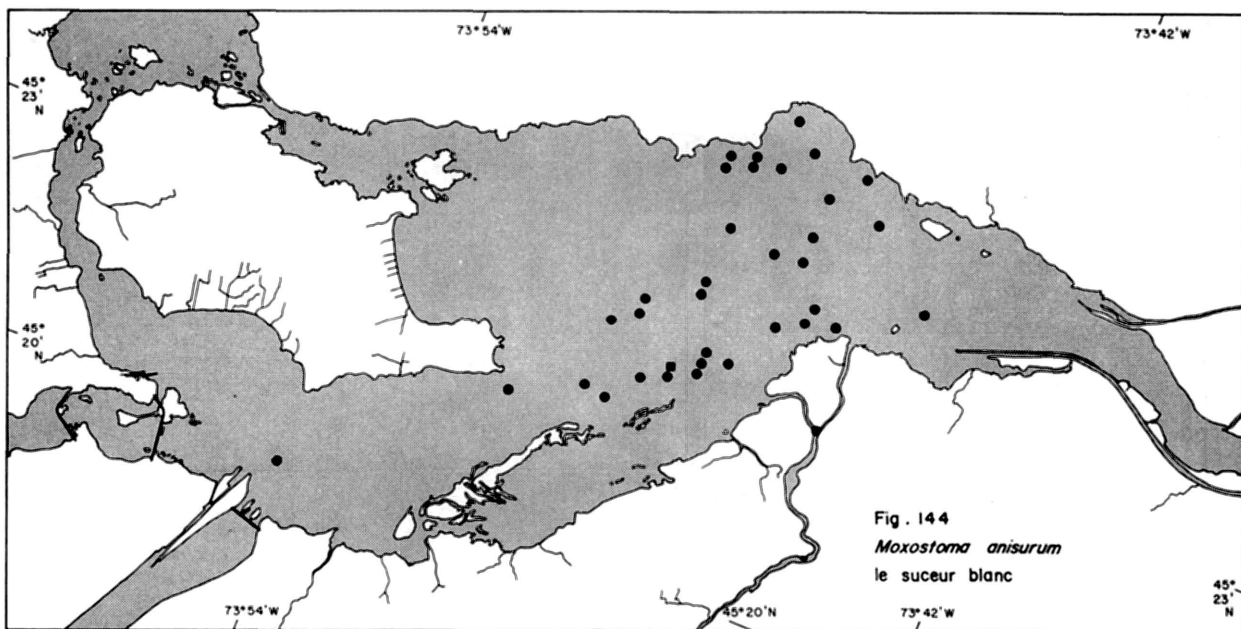 73°54'W
73°42'W
45°
23'
N
45°
20'
N
Fig. 144
Moxostoma anisurum
le suceur blanc
73°54'W
45°20'N
73°42'W
45°
23'
N